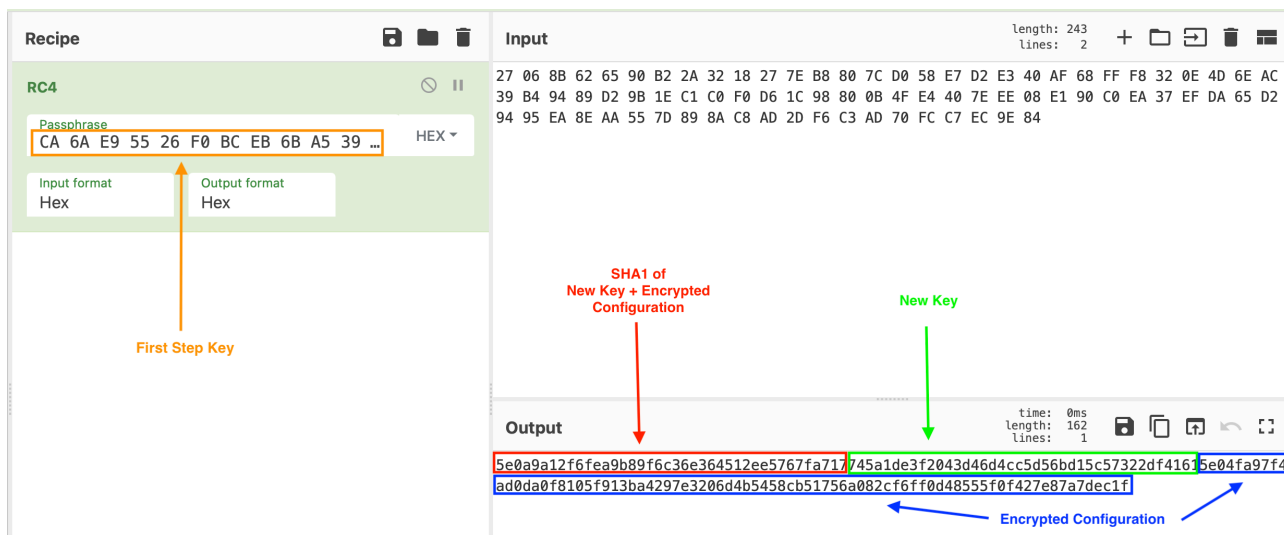 Recipe
RC4
Passphrase
CA 6A E9 55 26 F0 BC EB 6B A5 39 …
HEX
Input format
Hex
Output format
Hex
First Step Key
Input
length: 243
lines: 2
27 06 8B 62 65 90 B2 2A 32 18 27 7E B8 80 7C D0 58 E7 D2 E3 40 AF 68 FF F8 32 0E 4D 6E AC
39 B4 94 89 D2 9B 1E C1 C0 F0 D6 1C 98 80 0B 4F E4 40 7E EE 08 E1 90 C0 EA 37 EF DA 65 D2
94 95 EA 8E AA 55 7D 89 8A C8 AD 2D F6 C3 AD 70 FC C7 EC 9E 84
SHA1 of
New Key + Encrypted
Configuration
New Key
Output
time: 0ms
length: 162
lines: 1
5e0a9a12f6fea9b89f6c36e364512ee5767fa717745a1de3f2043d46d4cc5d56bd15c57322df41615e04fa97f4
ad0da0f8105f913ba4297e3206d4b5458cb51756a082cf6ff0d48555f0f427e87a7dec1f
Encrypted Configuration